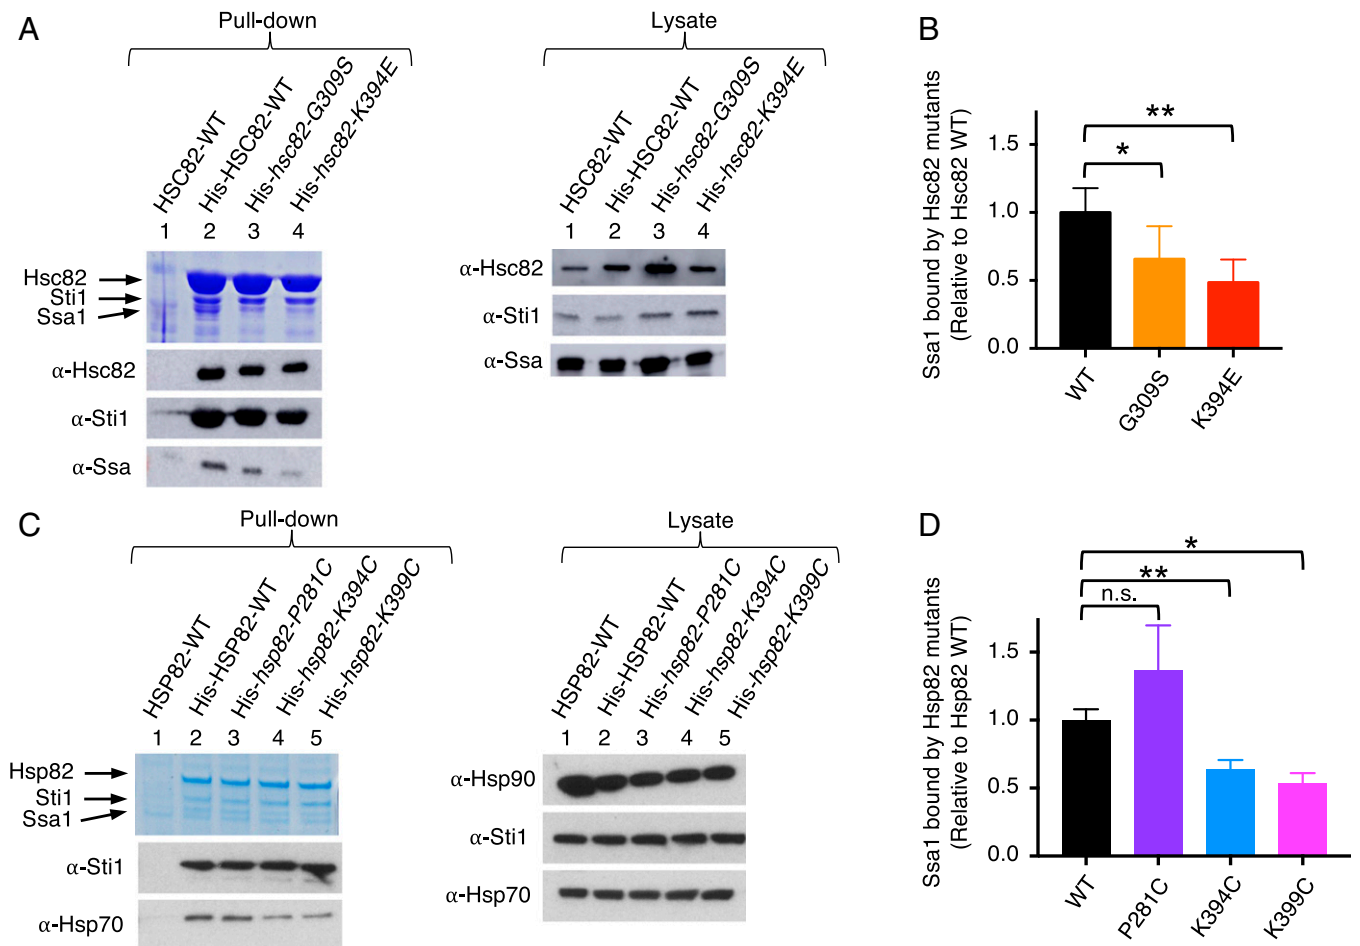 A
Pull-down
HSC82-WT
His-HSC82-WT
His-hsc82-G309S
His-hsc82-K394E
1 2 3 4
Hsc82
Sti1
Ssa1
α-Hsc82
α-Sti1
α-Ssa
Lysate
HSC82-WT
His-HSC82-WT
His-hsc82-G309S
His-hsc82-K394E
1 2 3 4
α-Hsc82
α-Sti1
α-Ssa
B
Ssa1 bound by Hsc82 mutants
(Relative to Hsc82 WT)
**
*
1.5
1.0
0.5
0.0
WT
G309S
K394E
C
Pull-down
HSP82-WT
His-HSP82-WT
His-hsp82-P281C
His-hsp82-K394C
His-hsp82-K399C
1 2 3 4 5
Hsp82
Sti1
Ssa1
α-Sti1
α-Hsp70
Lysate
HSP82-WT
His-HSP82-WT
His-hsp82-P281C
His-hsp82-K394C
His-hsp82-K399C
1 2 3 4 5
α-Hsp90
α-Sti1
α-Hsp70
D
Ssa1 bound by Hsp82 mutants
(Relative to Hsp82 WT)
*
**
n.s.
1.5
1.0
0.5
0.0
WT
P281C
K394C
K399C